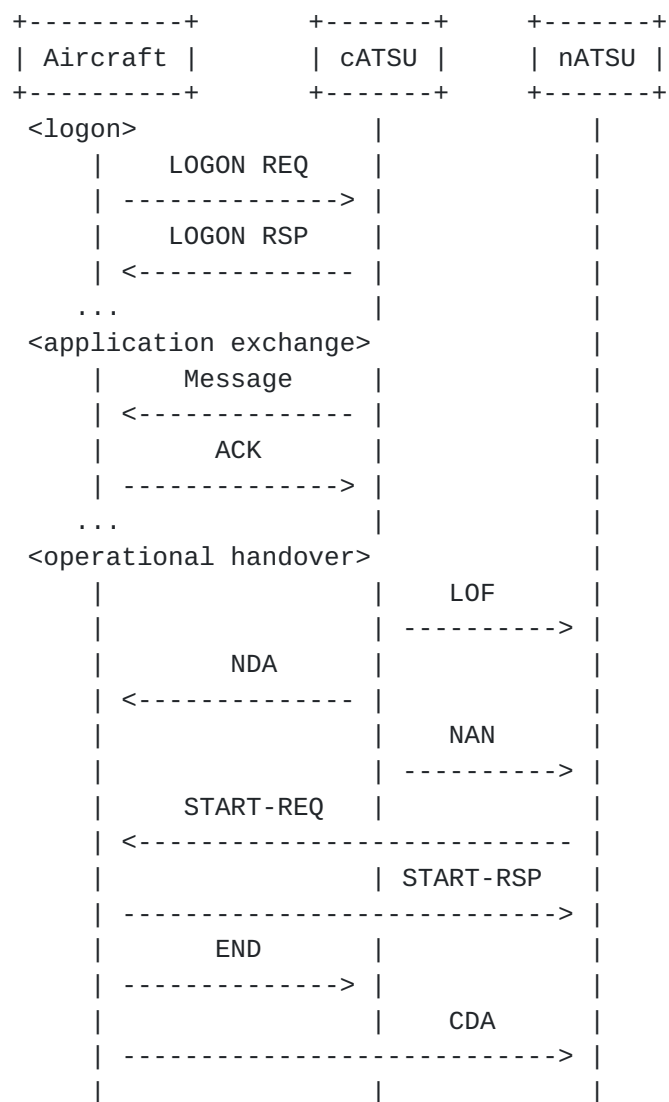 +----------+       +-------+     +-------+
| Aircraft |       | cATSU |     | nATSU |
+----------+       +-------+     +-------+
 <logon>               |             |
     |    LOGON REQ    |             |
     | --------------> |             |
     |    LOGON RSP    |             |
     | <-------------- |             |
    ...                |             |
 <application exchange>              |
     |     Message     |             |
     | <-------------- |             |
     |       ACK       |             |
     | --------------> |             |
    ...                |             |
 <operational handover>              |
     |                 |    LOF      |
     |                 | ----------> |
     |        NDA      |             |
     | <-------------- |             |
     |                 |    NAN      |
     |                 | ----------> |
     |     START-REQ   |             |
     | <---------------------------- |
     |                 | START-RSP   |
     | ----------------------------> |
     |       END       |             |
     | --------------> |             |
     |                 |    CDA      |
     | ----------------------------> |
     |                 |             |